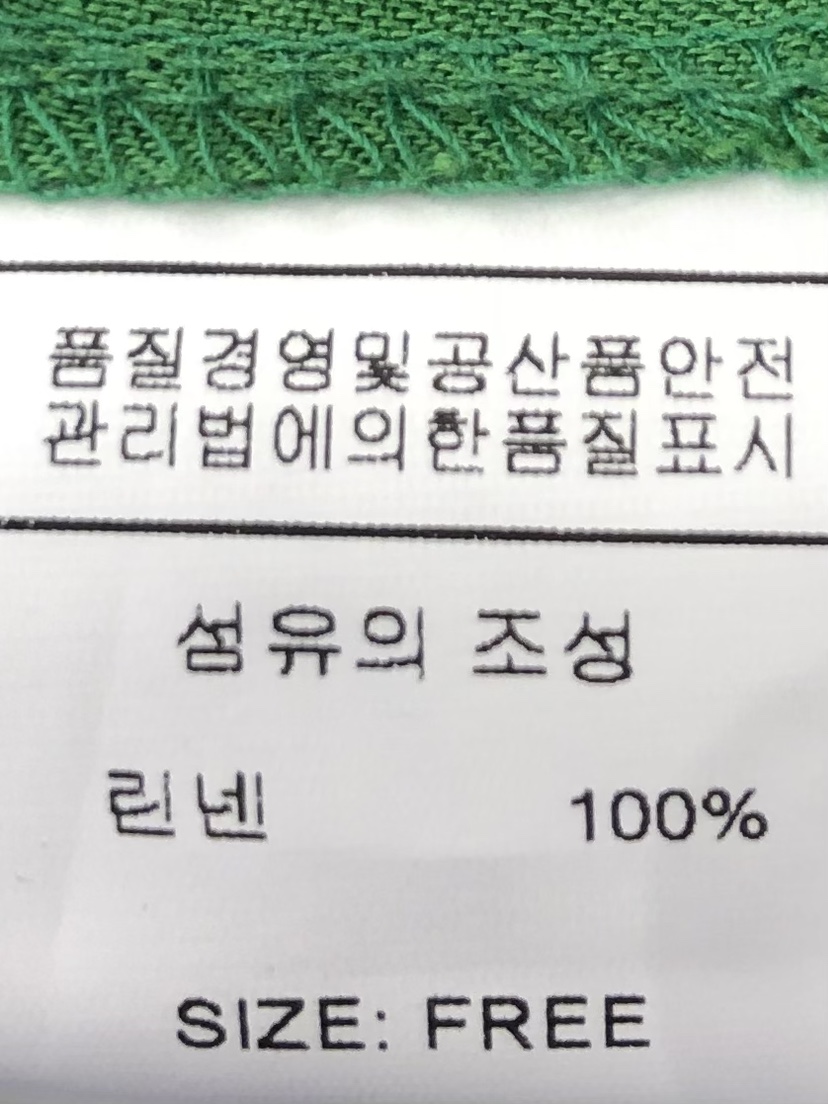 품질경영및공산품안전
관리법에의한품질표시
섬유의 조성
린넨 100%
SIZE: FREE